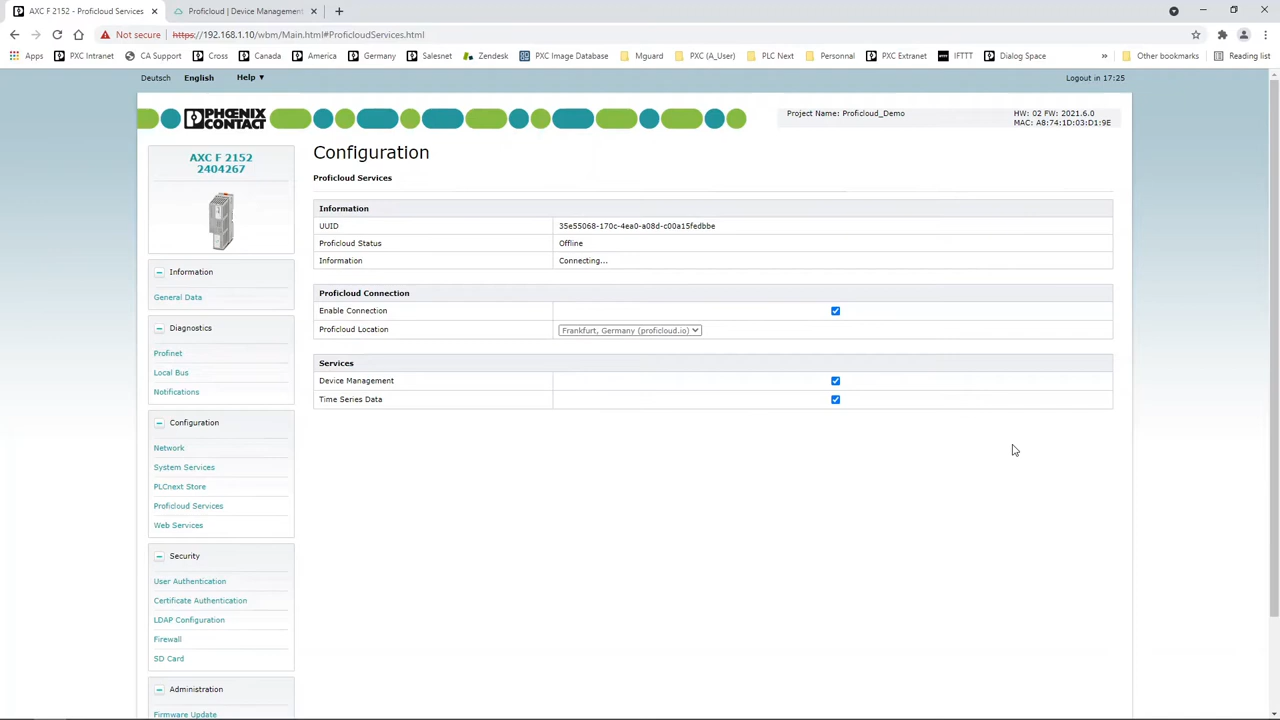 AXC F 2152 - Proficloud Services
Proficloud | Device Management
Not secure https://192.168.1.10/wbm/Main.html#ProficloudServices.html
Apps PXC Intranet CA Support Cross Canada America Germany Salesnet Zendesk PXC Image Database Mguard PXC (A_User) PLC Next Personal PXC Extranet IFTTT Dialog Space » Other bookmarks Reading list
Deutsch English Help ▼ Logout in 17:25
PHŒNIX
CONTACT
Project Name: Proficloud_Demo
HW: 02 FW: 2021.6.0
MAC: A8:74:1D:03:D1:9E
AXC F 2152
2404267
Information
General Data
Diagnostics
Profinet
Local Bus
Notifications
Configuration
Network
System Services
PLCnext Store
Proficloud Services
Web Services
Security
User Authentication
Certificate Authentication
LDAP Configuration
Firewall
SD Card
Administration
Firmware Update
Configuration
Proficloud Services
Information
UUID 35e55068-170c-4ea0-a08d-c00a15fedbbe
Proficloud Status Offline
Information Connecting...
Proficloud Connection
Enable Connection
Proficloud Location Frankfurt, Germany (proficloud.io)
Services
Device Management
Time Series Data